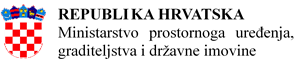 REPUBLIKA HRVATSKA
Ministarstvo prostornoga uređenja,
graditeljstva i državne imovine